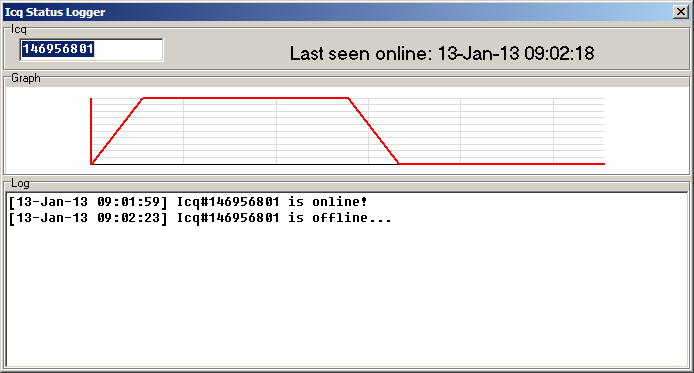 Icq Status Logger
Icq
146956801
Last seen online: 13-Jan-13 09:02:18
Graph
Log
[13-Jan-13 09:01:59] Icq#146956801 is online!
[13-Jan-13 09:02:23] Icq#146956801 is offline...